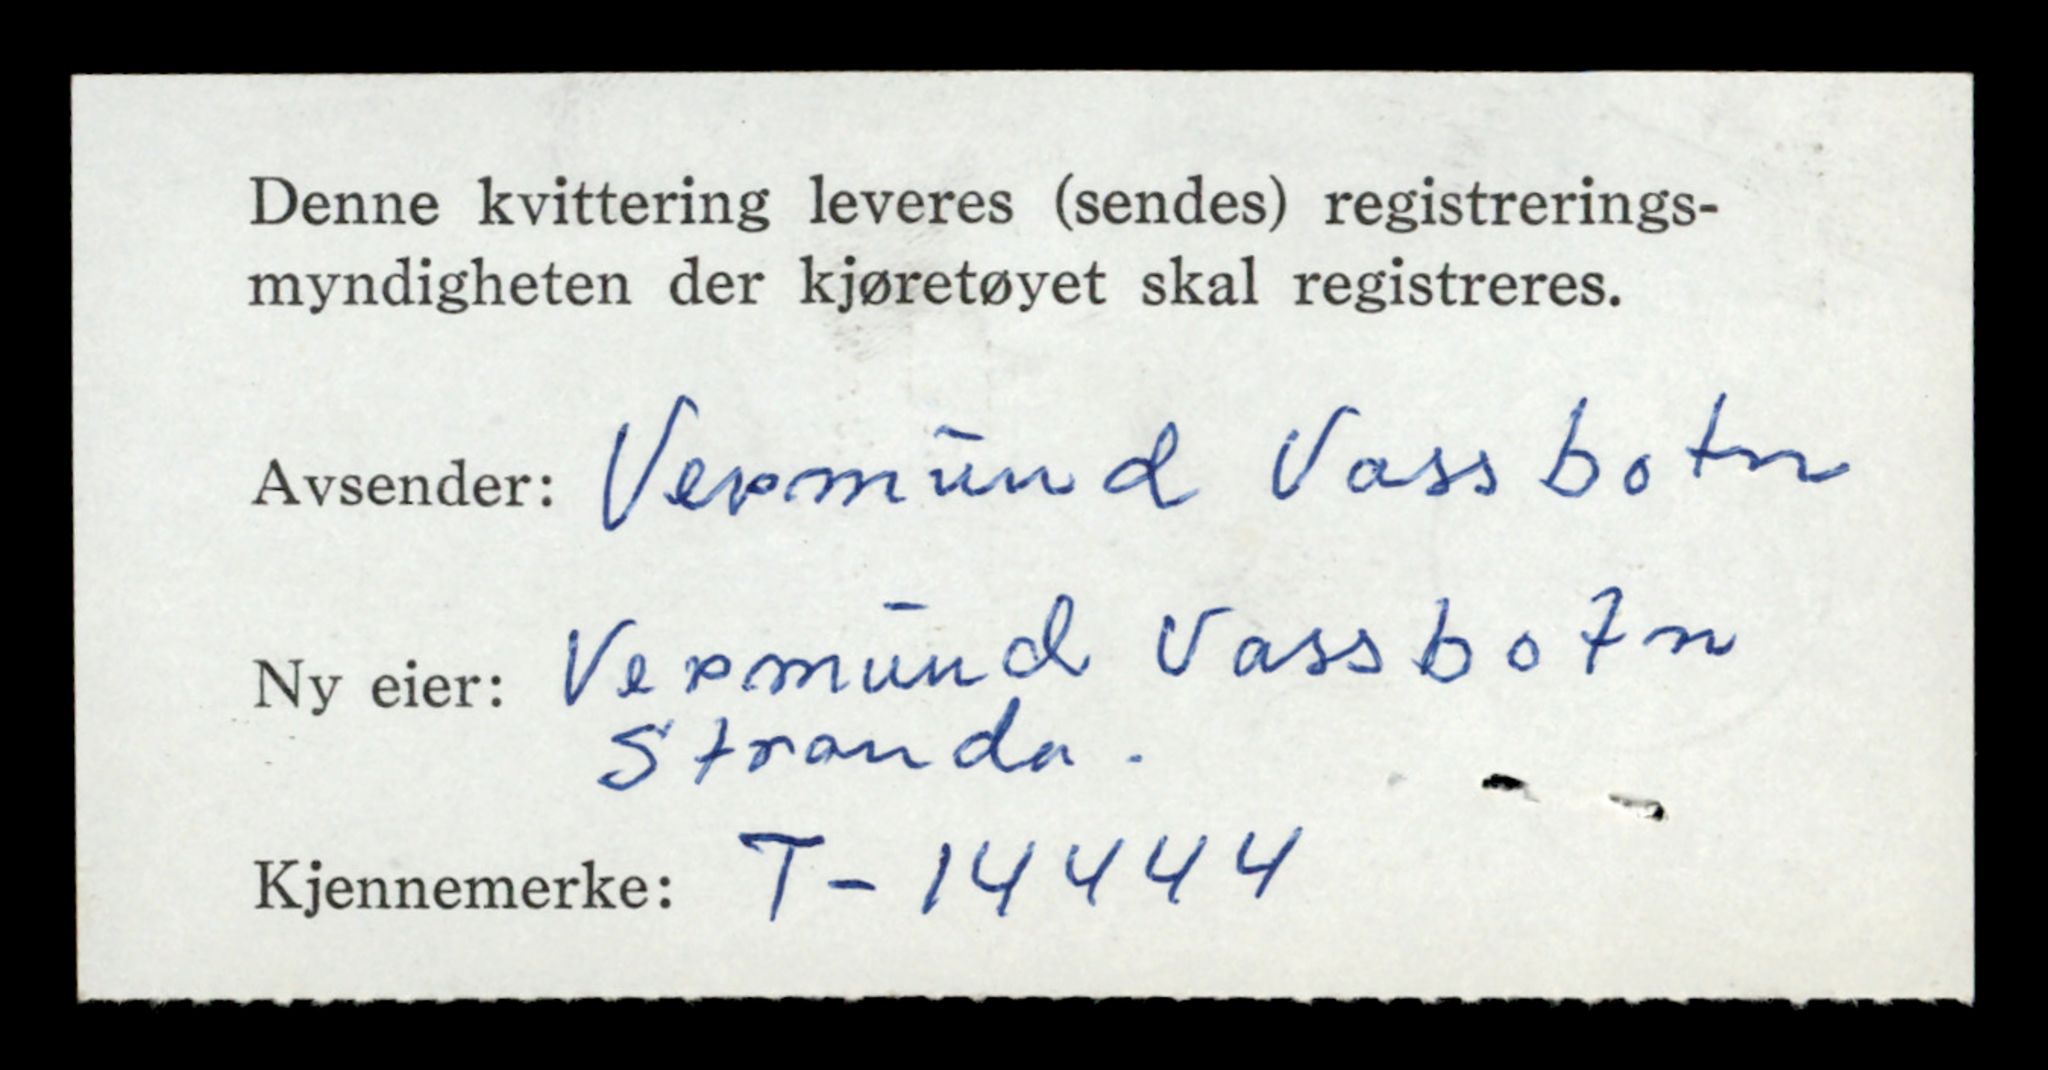 Denne kvittering leveres (sendes) registrerings-
myndigheten der kjøretøyet skal registreres.
Avsender: Vermund Vassbotn
Ny eier: Vermund Vassbotn
Stranda.
Kjennemerke: T-14444